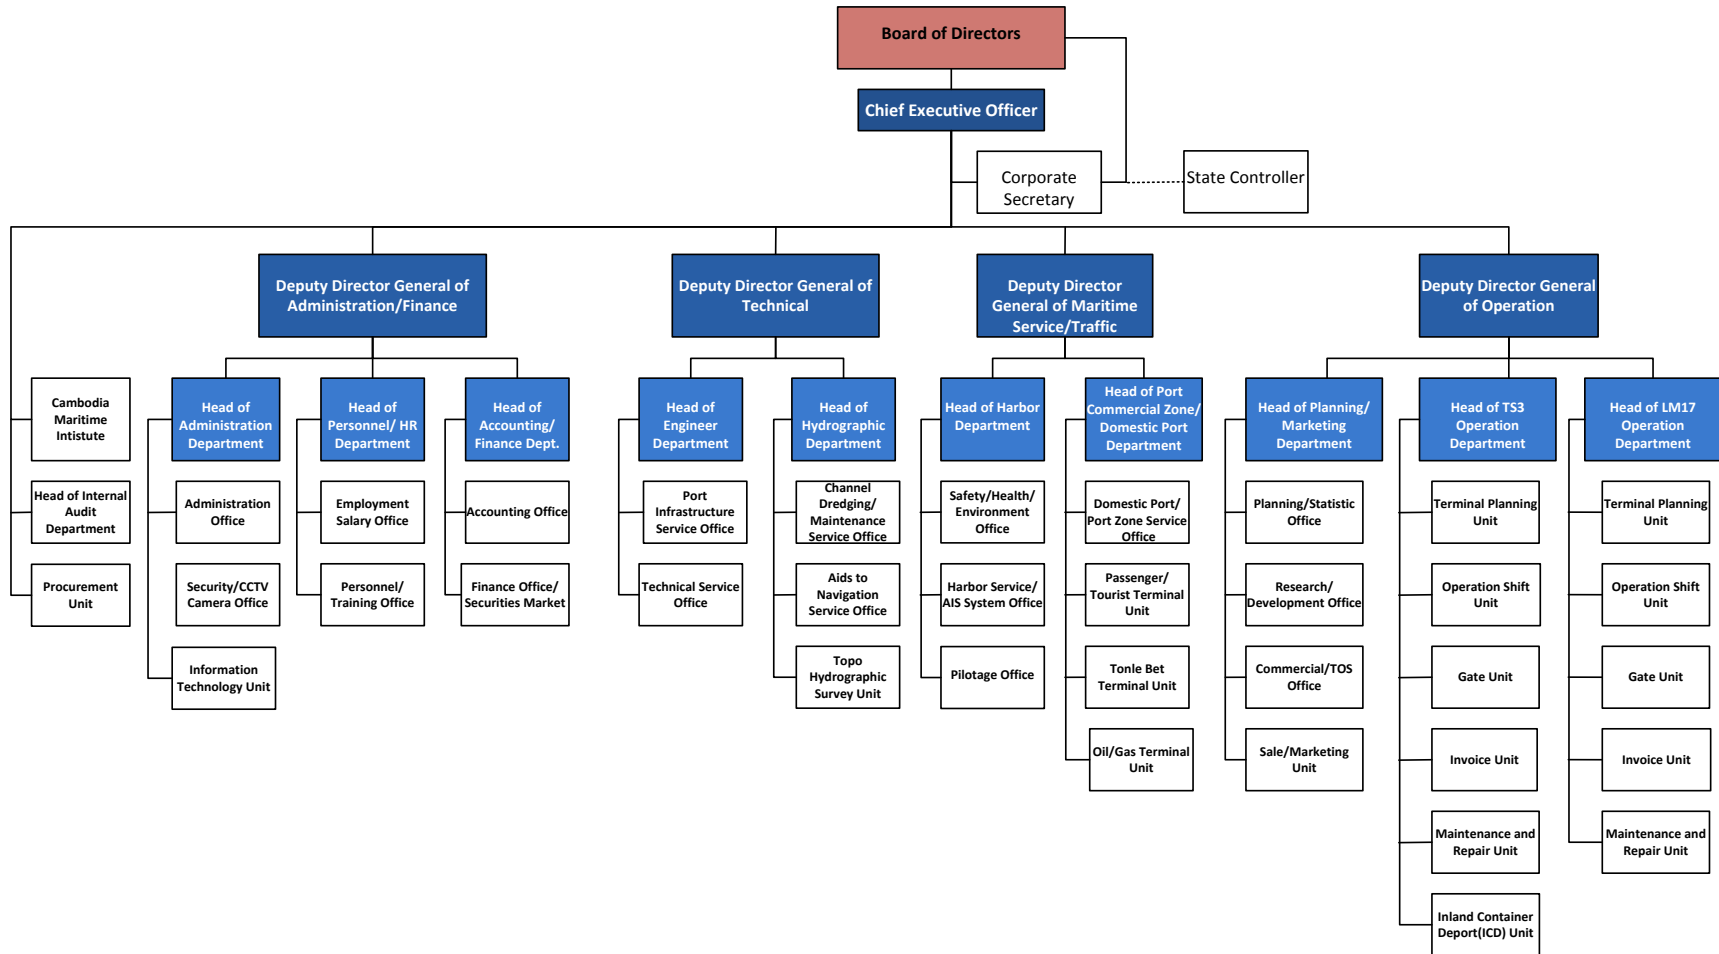 Board of Directors
Chief Executive Officer
Corporate
Secretary
State Controller
Deputy Director General of
Administration/Finance
Deputy Director General of
Technical
Deputy Director
General of Maritime
Service/Traffic
Deputy Director General
of Operation
Cambodia
Maritime
Intistute
Head of
Administration
Department
Head of
Personnel/ HR
Department
Head of
Accounting/
Finance Dept.
Head of
Engineer
Department
Head of
Hydrographic
Department
Head of Harbor
Department
Head of Port
Commercial Zone/
Domestic Port
Department
Head of Planning/
Marketing
Department
Head of TS3
Operation
Department
Head of LM17
Operation
Department
Head of Internal
Audit
Department
Administration
Office
Employment
Salary Office
Accounting Office
Port
Infrastructure
Service Office
Channel
Dredging/
Maintenance
Service Office
Safety/Health/
Environment
Office
Domestic Port/
Port Zone Service
Office
Planning/Statistic
Office
Terminal Planning
Unit
Terminal Planning
Unit
Procurement
Unit
Security/CCTV
Camera Office
Personnel/
Training Office
Finance Office/
Securities Market
Technical Service
Office
Aids to
Navigation
Service Office
Harbor Service/
AIS System Office
Passenger/
Tourist Terminal
Unit
Research/
Development Office
Operation Shift
Unit
Operation Shift
Unit
Information
Technology Unit
Topo
Hydrographic
Survey Unit
Pilotage Office
Tonle Bet
Terminal Unit
Commercial/TOS
Office
Gate Unit
Gate Unit
Oil/Gas Terminal
Unit
Sale/Marketing
Unit
Invoice Unit
Invoice Unit
Maintenance and
Repair Unit
Maintenance and
Repair Unit
Inland Container
Deport(ICD) Unit